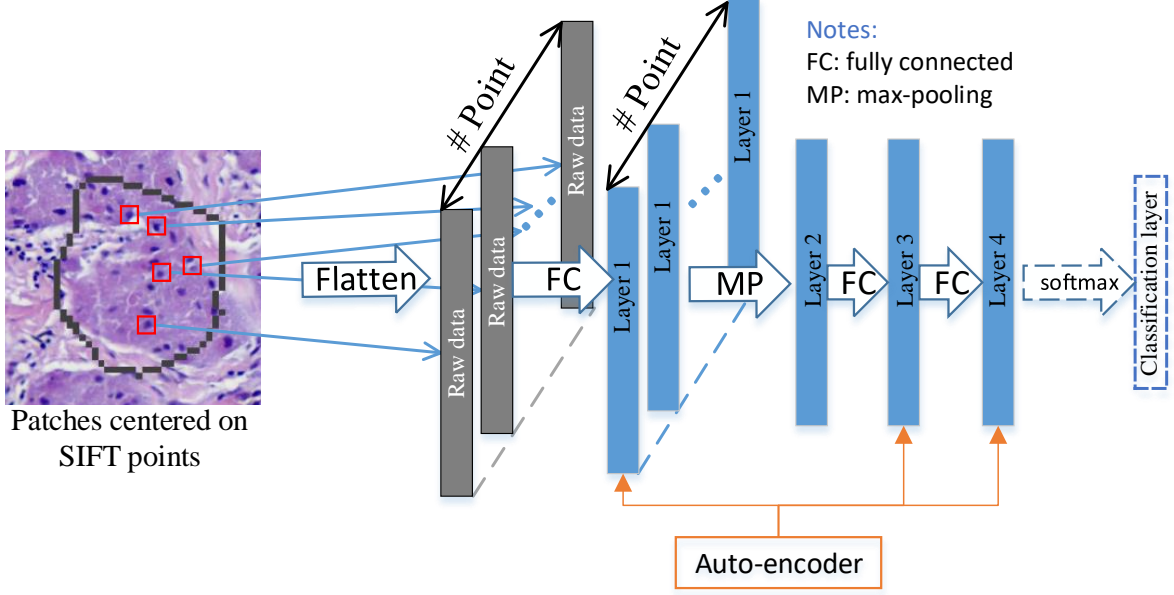 Notes:
FC: fully connected
MP: max-pooling
# Point
# Point
Patches centered on
SIFT points
Flatten
Raw data
Raw data
Raw data
FC
Layer 1
Layer 1
Layer 1
MP
Layer 2
FC
Layer 3
FC
Layer 4
softmax
Classification layer
Auto-encoder